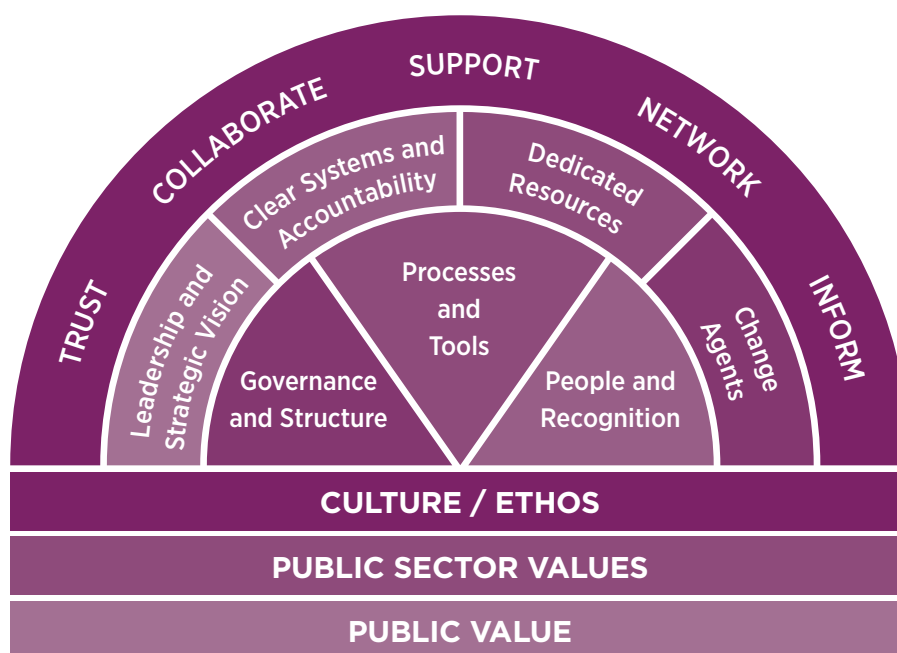 TRUST
COLLABORATE
SUPPORT
NETWORK
INFORM
Leadership and
Strategic Vision
Clear Systems and
Accountability
Dedicated
Resources
Change
Agents
Governance
and Structure
Processes
and
Tools
People and
Recognition
CULTURE / ETHOS
PUBLIC SECTOR VALUES
PUBLIC VALUE